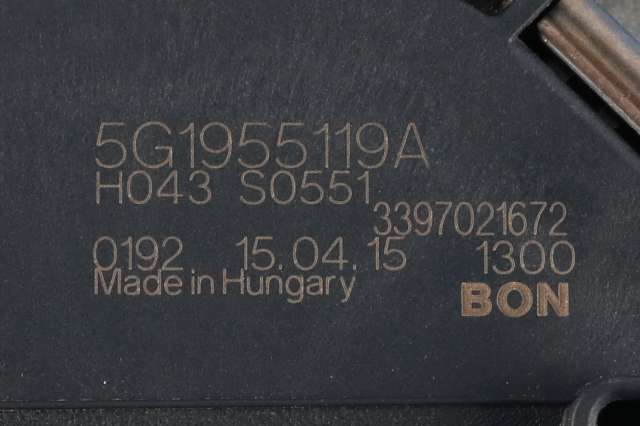 5G1955119A
H043 S0551
3397021672
0192 15.04.15 1300
Made in Hungary
BON